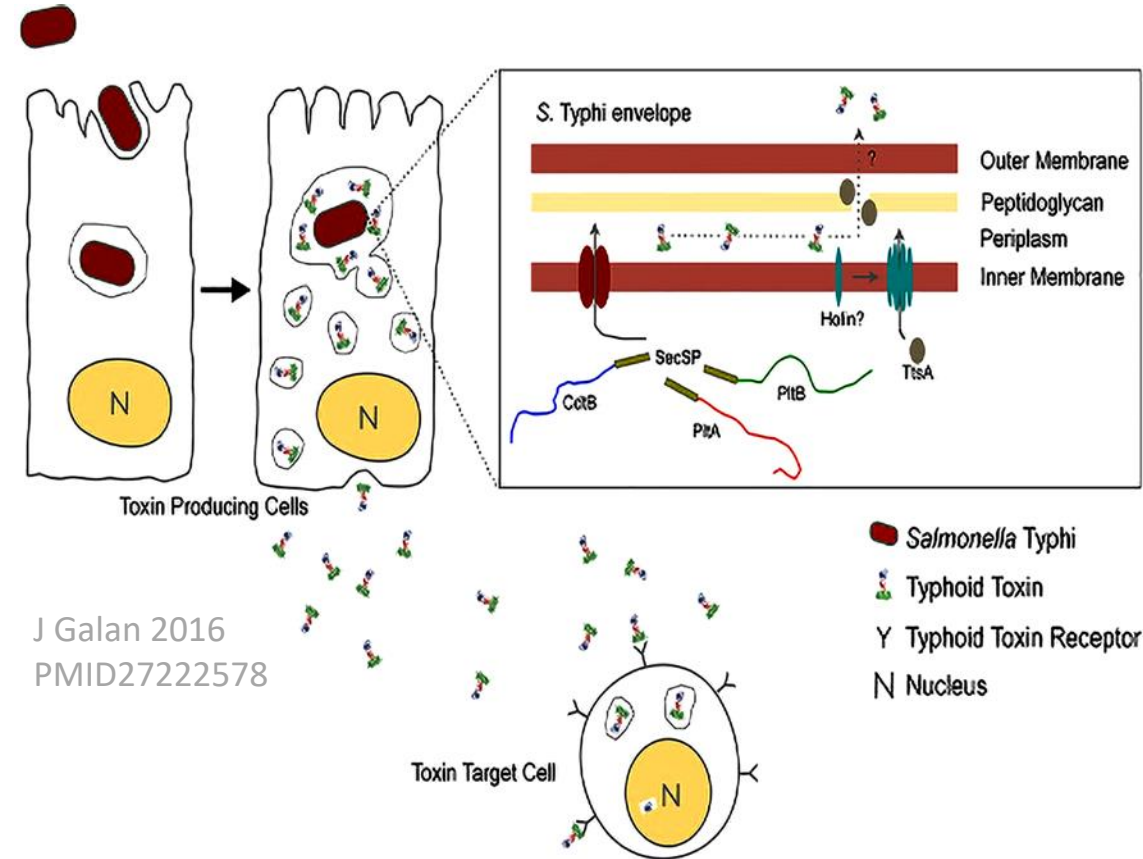 S. Typhi envelope
?
Outer Membrane
Peptidoglycan
Periplasm
Inner Membrane
Holin?
SecSP
TtsA
CdtB
PltB
PltA
N
N
Toxin Producing Cells
Salmonella Typhi
Typhoid Toxin
Y Typhoid Toxin Receptor
N Nucleus
J Galan 2016
PMID27222578
Toxin Target Cell
N